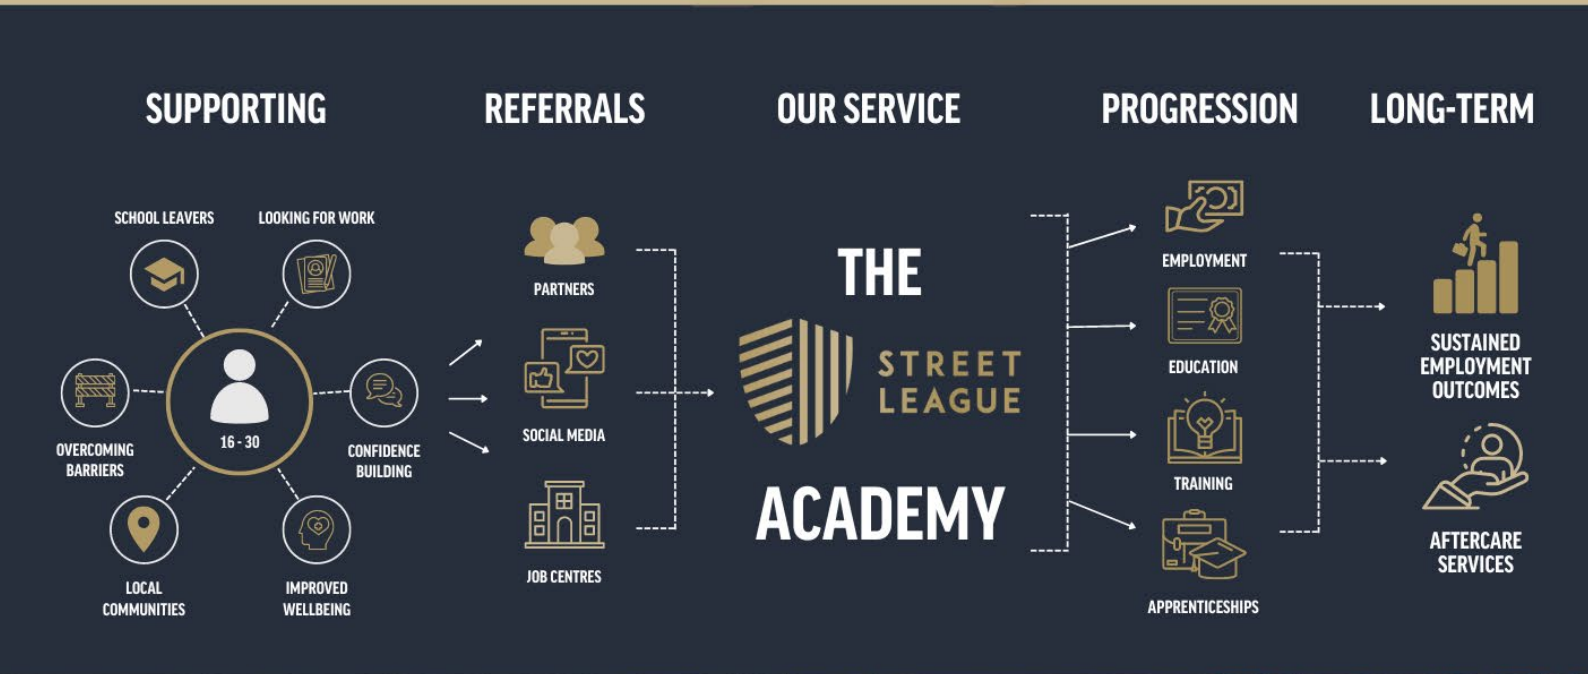 SUPPORTING
REFERRALS
OUR SERVICE
PROGRESSION
LONG-TERM
SCHOOL LEAVERS
LOOKING FOR WORK
OVERCOMING
BARRIERS
16 - 30
CONFIDENCE
BUILDING
LOCAL
COMMUNITIES
IMPROVED
WELLBEING
PARTNERS
SOCIAL MEDIA
JOB CENTRES
THE
STREET
LEAGUE
ACADEMY
EMPLOYMENT
EDUCATION
TRAINING
APPRENTICESHIPS
SUSTAINED
EMPLOYMENT
OUTCOMES
AFTERCARE
SERVICES